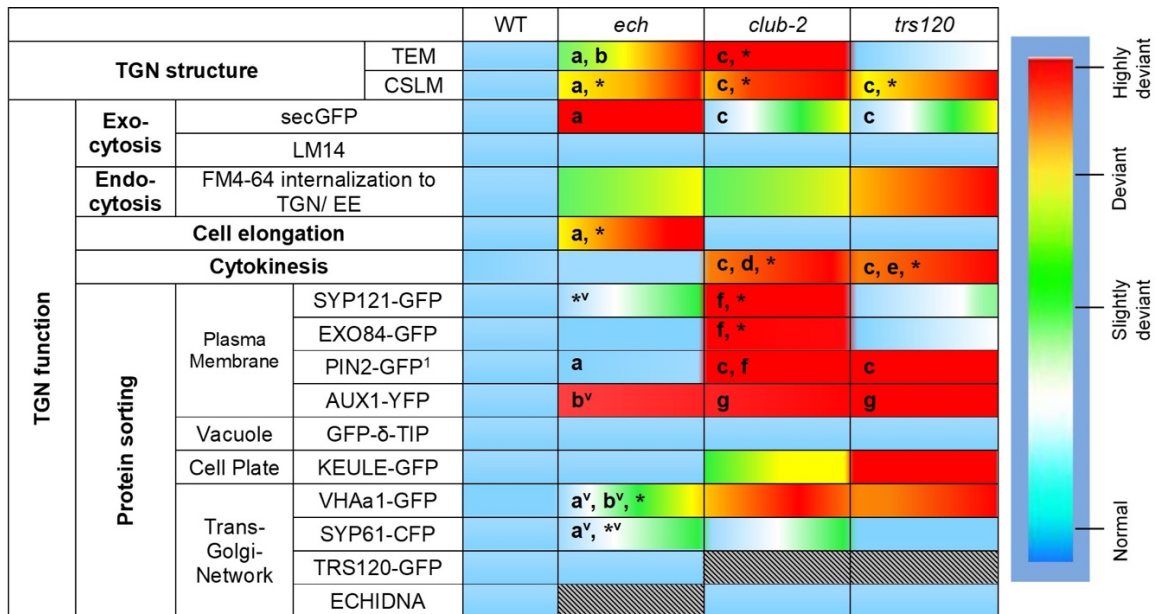 WT ech club-2 trs120
TGN structure TEM a, b c, *
CSLM a, * c, * c, *
TGN function Exo-
cytosis secGFP a c c
LM14
Endo-
cytosis FM4-64 internalization to
TGN/ EE
Cell elongation a, *
Cytokinesis c, d, * c, e, *
Protein sorting Plasma
Membrane SYP121-GFP *ᵛ f, *
EXO84-GFP f, *
PIN2-GFP¹ a c, f c
AUX1-YFP bᵛ g g
Vacuole GFP-δ-TIP
Cell Plate KEULE-GFP
Trans-
Golgi-
Network VHAa1-GFP aᵛ, bᵛ, *
SYP61-CFP aᵛ, *ᵛ
TRS120-GFP
ECHIDNA
Highly
deviant
Deviant
Slightly
deviant
Normal